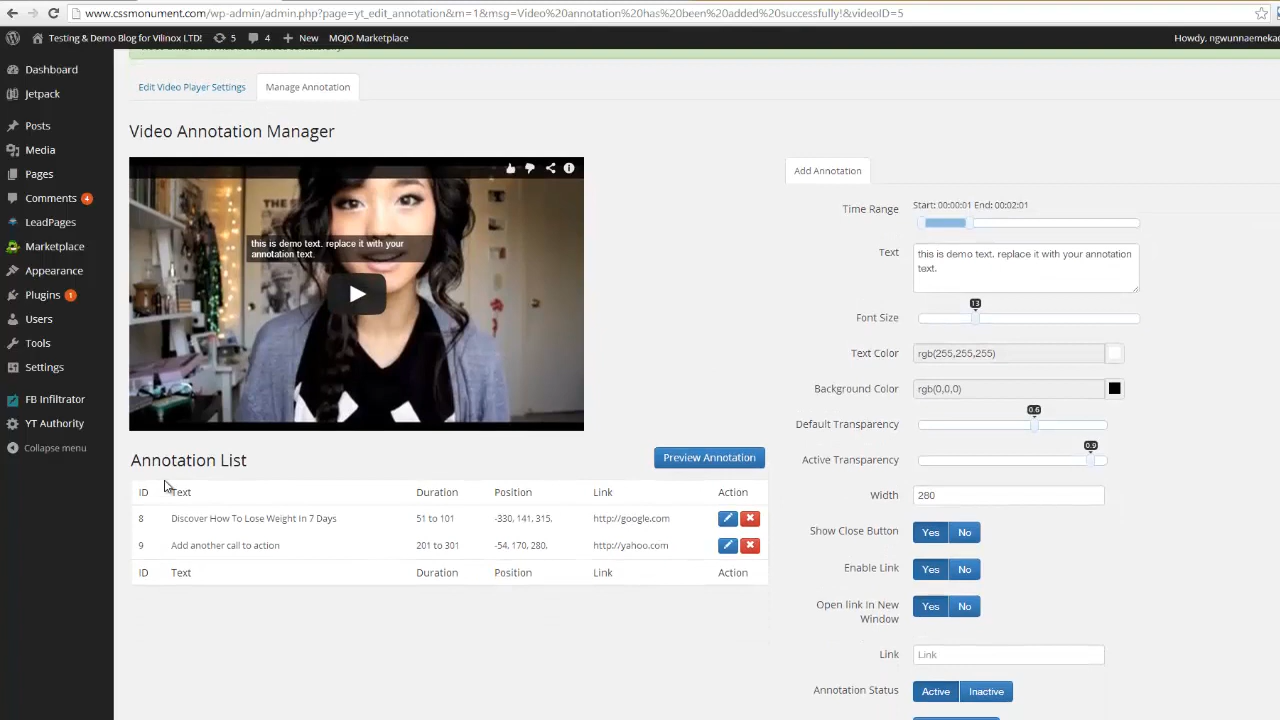 www.cssmonument.com/wp-admin/admin.php?page=yt_edit_annotation&m=1&msg=Video%20annotation%20has%20been%20added%20successfully!&videoID=5
Testing & Demo Blog for Vilinox LTD! 5 4 New MOJO Marketplace Howdy, ngwunnaemeka
Dashboard
Jetpack
Posts
Media
Pages
Comments 4
LeadPages
Marketplace
Appearance
Plugins 1
Users
Tools
Settings
FB Infiltrator
YT Authority
Collapse menu
Edit Video Player Settings Manage Annotation
Video Annotation Manager
this is demo text. replace it with your
annotation text.
Annotation List Preview Annotation
ID Text Duration Position Link Action
8 Discover How To Lose Weight In 7 Days 51 to 101 -330, 141, 315, http://google.com
9 Add another call to action 201 to 301 -54, 170, 280, http://yahoo.com
ID Text Duration Position Link Action
Add Annotation
Time Range Start: 00:00:01 End: 00:02:01
Text this is demo text. replace it with your annotation
text.
13
Font Size
Text Color rgb(255,255,255)
Background Color rgb(0,0,0)
0.6
Default Transparency
0.9
Active Transparency
Width 280
Show Close Button Yes No
Enable Link Yes No
Open link In New
Window Yes No
Link Link
Annotation Status Active Inactive